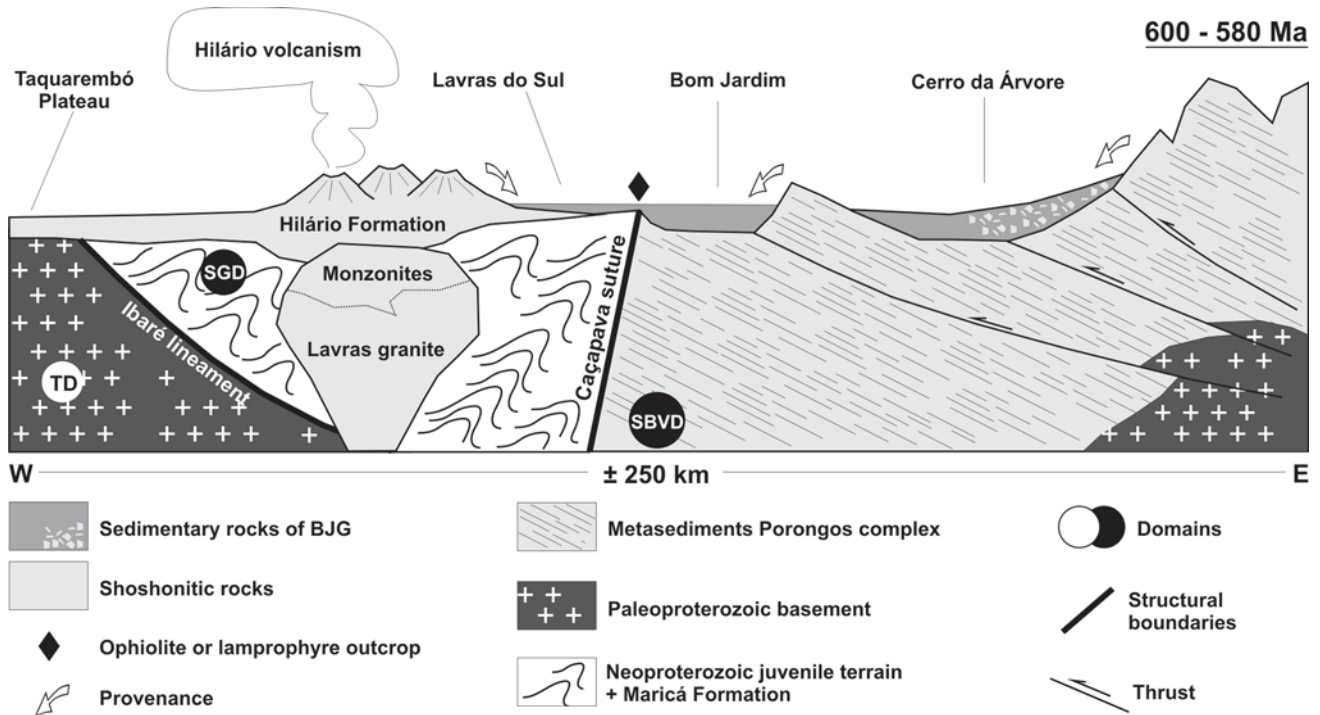 600 - 580 Ma
Hilário volcanism
Taquarembó
Plateau
Lavras do Sul
Bom Jardim
Cerro da Árvore
Hilário Formation
SGD
Monzonites
Caçapava suture
Ibaré lineament
Lavras granite
TD
SBVD
W
± 250 km
E
Sedimentary rocks of BJG
Metasediments Porongos complex
Domains
Shoshonitic rocks
Paleoproterozoic basement
Structural
boundaries
Ophiolite or lamprophyre outcrop
Neoproterozoic juvenile terrain
+ Maricá Formation
Provenance
Thrust